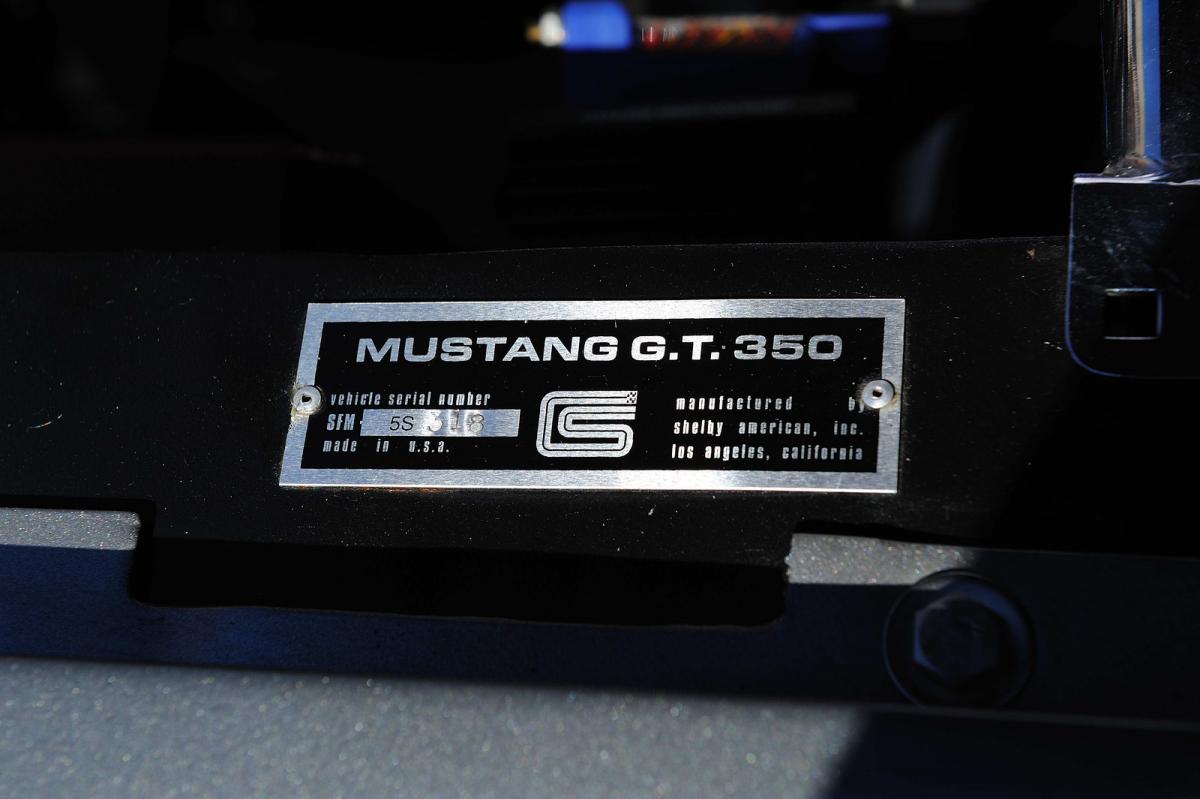 MUSTANG G.T. 350
vehicle serial number
SFM· 5S 318
made in u.s.a.
manufactured by
shelby american, inc.
los angeles, california